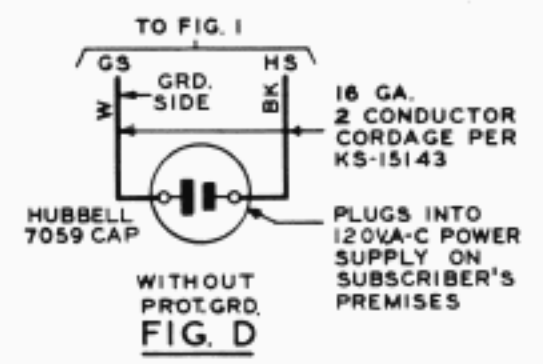 TO FIG. 1
GS
HS
GRD.
SIDE
W
BK
16 GA.
2 CONDUCTOR
CORDAGE PER
KS-15143
HUBBELL
7059 CAP
PLUGS INTO
120V.A-C POWER
SUPPLY ON
SUBSCRIBER'S
PREMISES
WITHOUT
PROT.GRD.
FIG. D